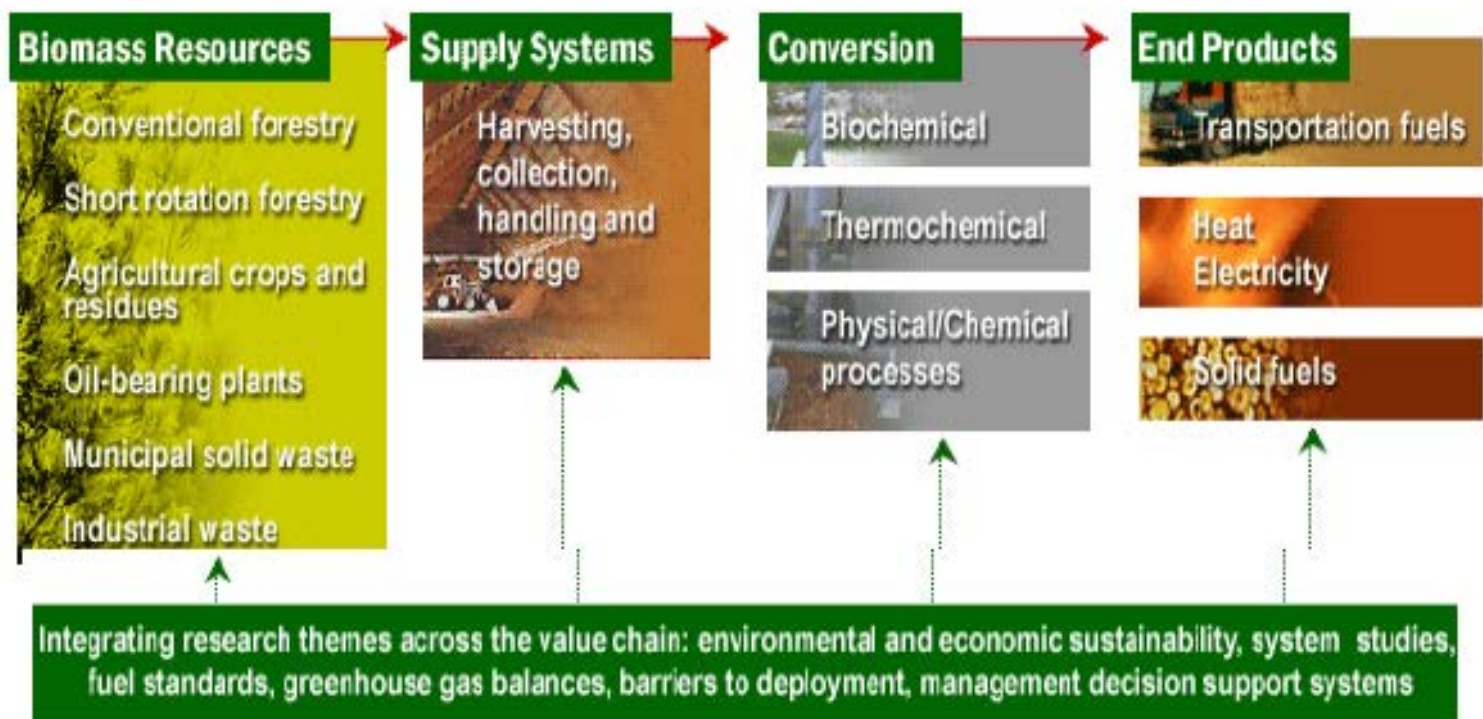 Biomass Resources
Conventional forestry
Short rotation forestry
Agricultural crops and
residues
Oil-bearing plants
Municipal solid waste
Industrial waste
Supply Systems
Harvesting,
collection,
handling and
storage
Conversion
Biochemical
Thermochemical
Physical/Chemical
processes
End Products
Transportation fuels
Heat
Electricity
Solid fuels
Integrating research themes across the value chain: environmental and economic sustainability, system studies,
fuel standards, greenhouse gas balances, barriers to deployment, management decision support systems